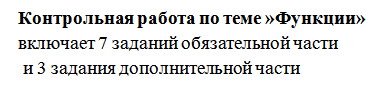 Контрольная работа по теме »Функции»
включает 7 заданий обязательной части
и 3 задания дополнительной части